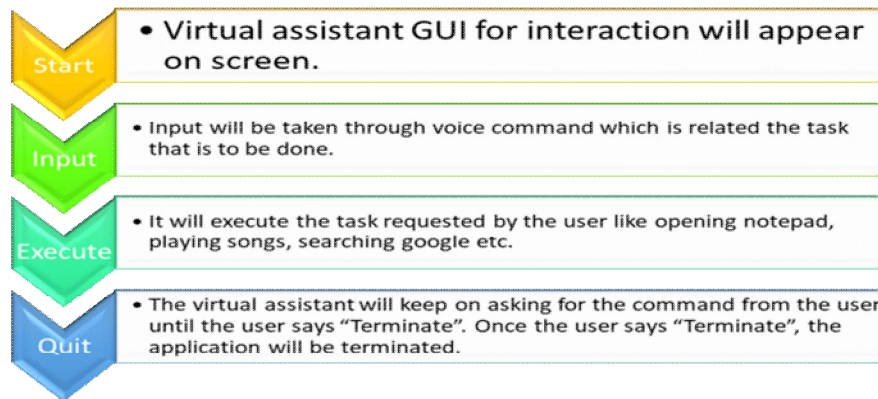 Start
• Virtual assistant GUI for interaction will appear
on screen.
Input
• Input will be taken through voice command which is related the task
that is to be done.
Execute
• It will execute the task requested by the user like opening notepad,
playing songs, searching google etc.
Quit
• The virtual assistant will keep on asking for the command from the user
until the user says “Terminate”. Once the user says “Terminate”, the
application will be terminated.